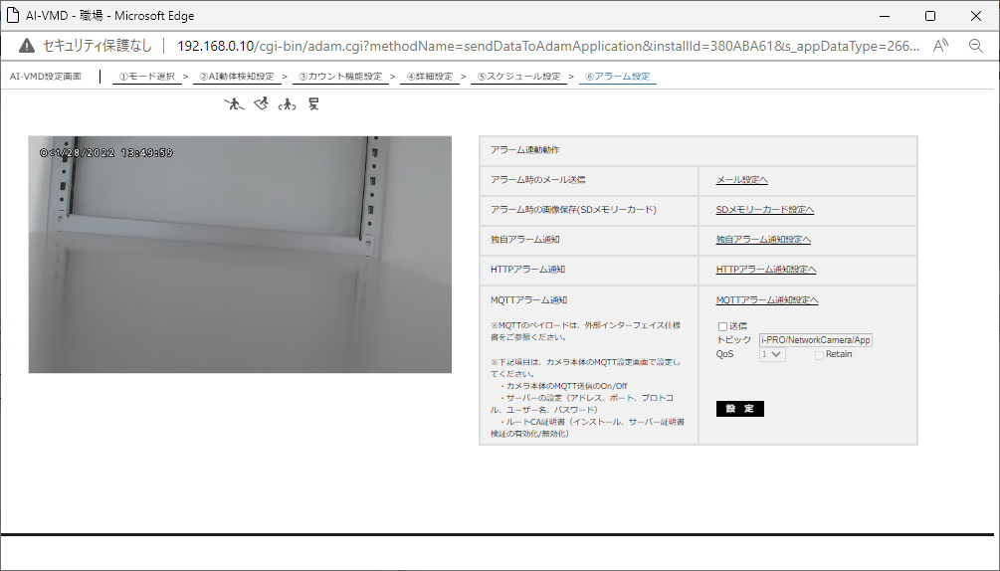 AI-VMD - 職場 - Microsoft Edge
セキュリティ保護なし 192.168.0.10/cgi-bin/adam.cgi?methodName=sendDataToAdamApplication&installId=380ABA61&s_appDataType=266...
AI-VMD設定画面 ①モード選択 > ②AI動体検知設定 > ③カウント機能設定 > ④詳細設定 > ⑤スケジュール設定 > ⑥アラーム設定
Oct/28/2022 13:49:59
アラーム連動動作
アラーム時のメール送信 メール設定へ
アラーム時の画像保存(SDメモリーカード) SDメモリーカード設定へ
独自アラーム通知 独自アラーム通知設定へ
HTTPアラーム通知 HTTPアラーム通知設定へ
MQTTアラーム通知 MQTTアラーム通知設定へ
※MQTTのペイロードは、外部インターフェイス仕様
書をご参照ください。
※下記項目は、カメラ本体のMQTT設定画面で設定し
てください。
・カメラ本体のMQTT送信のOn/Off
・サーバーの設定（アドレス、ポート、プロトコ
ル、ユーザー名、パスワード）
・ルートCA証明書（インストール、サーバー証明書
検証の有効化/無効化）
送信
トピック i-PRO/NetworkCamera/App
QoS 1 Retain
設 定